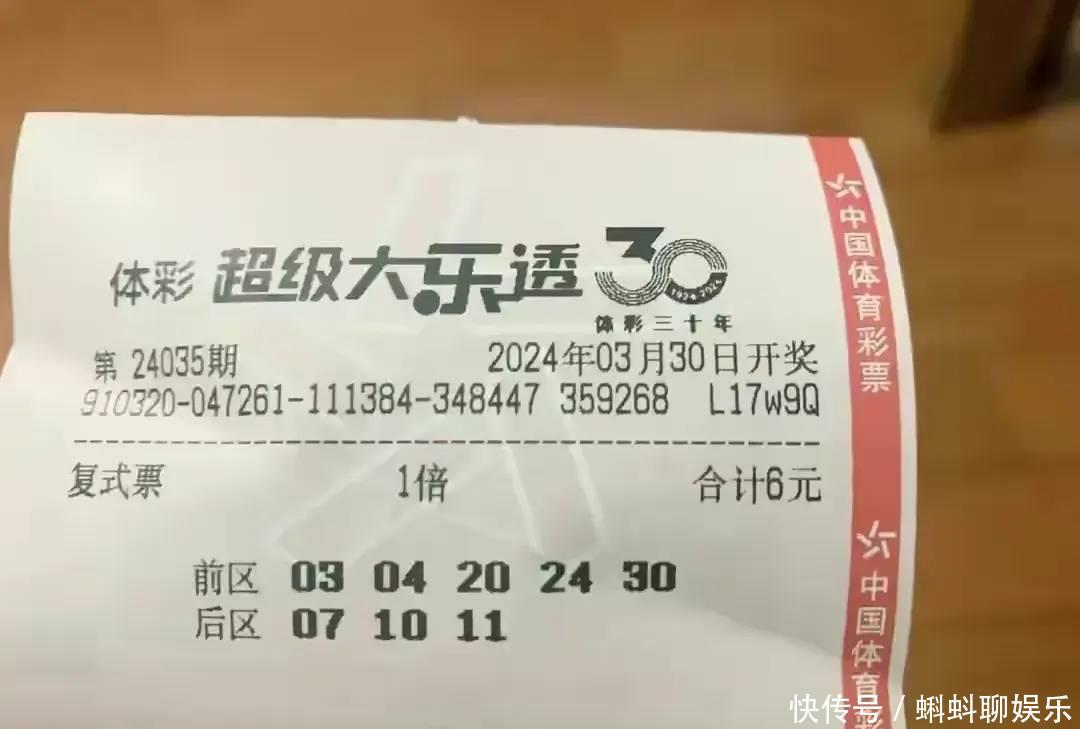 体彩 超级大乐透 30
1994-2024
体彩三十年
第 24035期 2024年03月30日开奖
910320-047261-111384-348447 359268 L17w9Q
复式票 1倍 合计6元
前区 03 04 20 24 30
后区 07 10 11
中国体育彩票
中国体育彩
快传号/蝌蚪聊娱乐